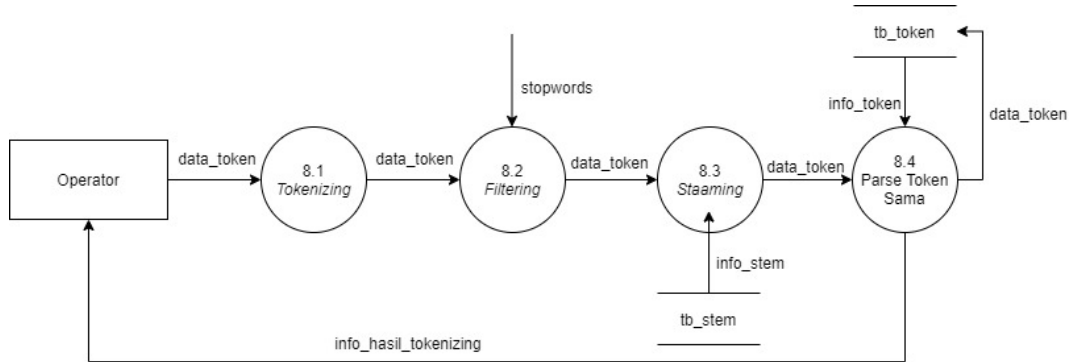 tb_token
stopwords
info_token
data_token
Operator
data_token
8.1
Tokenizing
data_token
8.2
Filtering
data_token
8.3
Staaming
data_token
8.4
Parse Token
Sama
info_stem
tb_stem
info_hasil_tokenizing